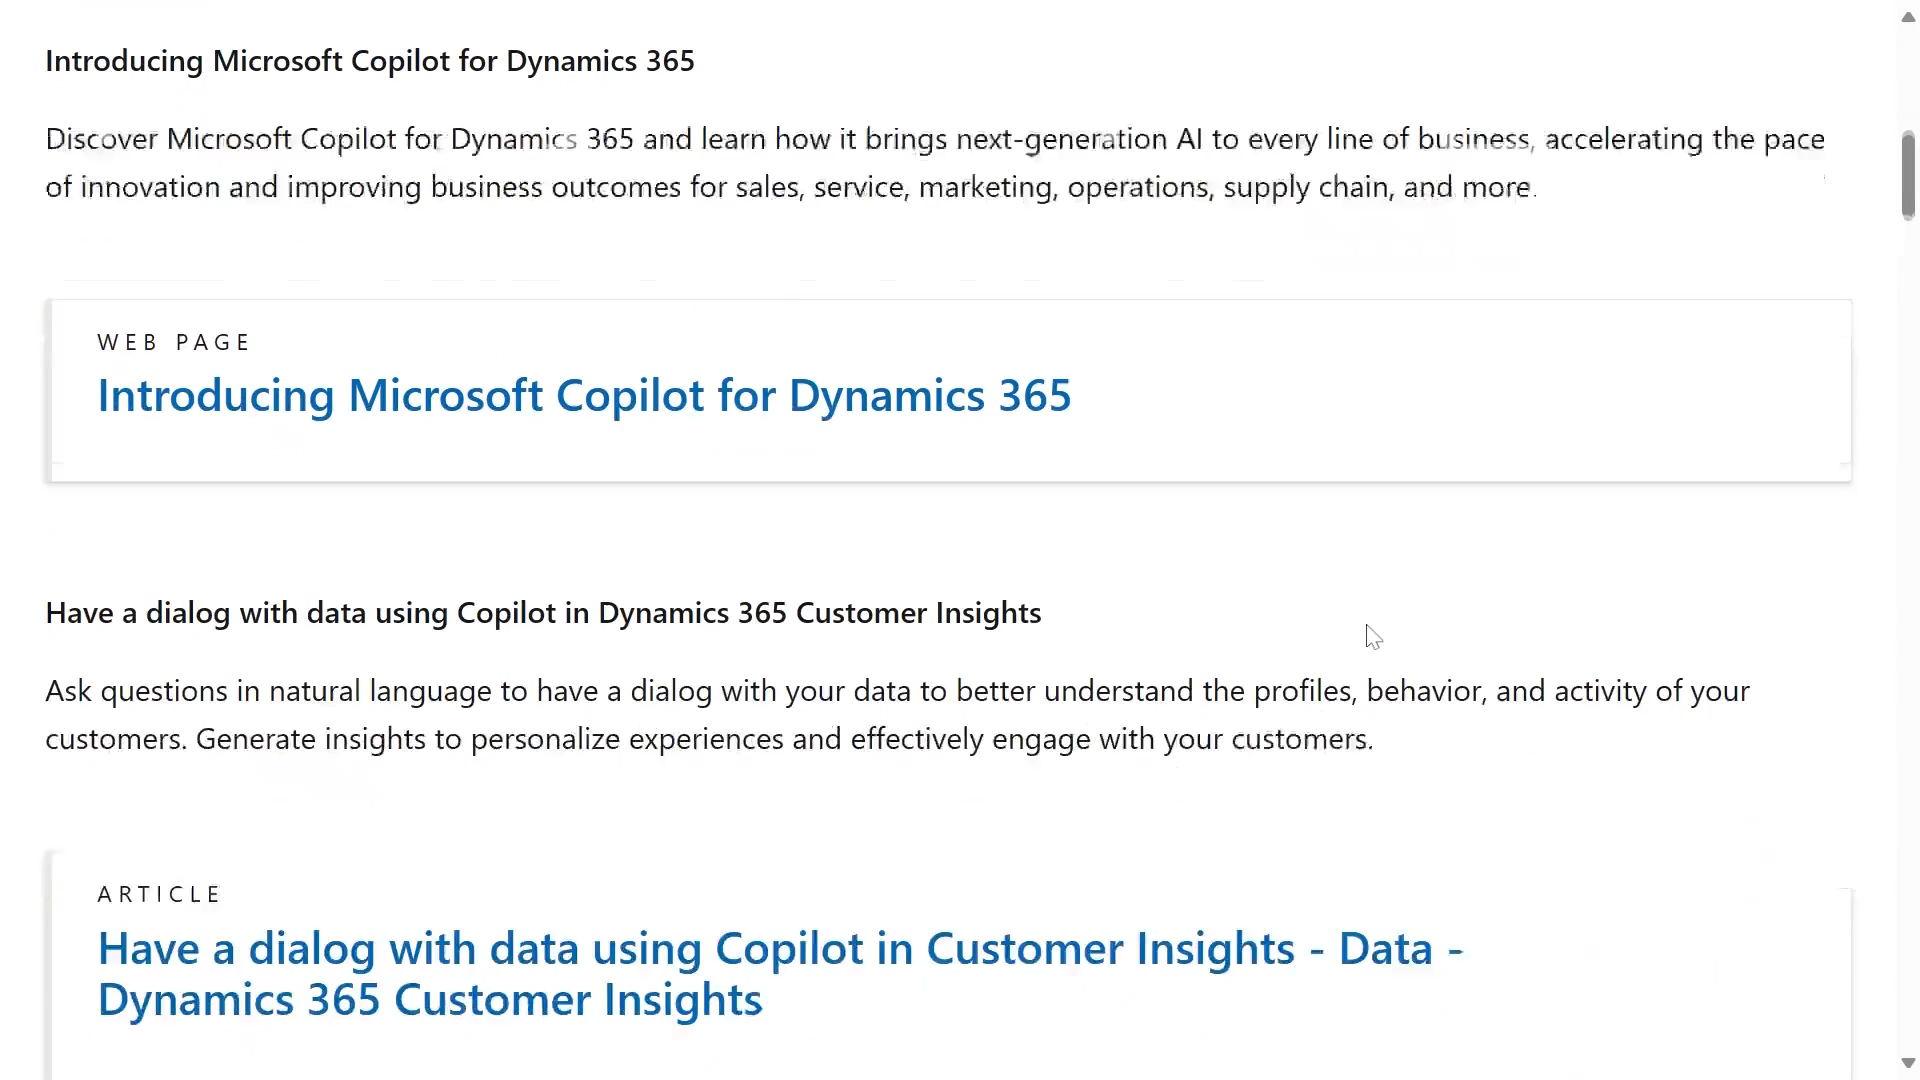 Introducing Microsoft Copilot for Dynamics 365
Discover Microsoft Copilot for Dynamics 365 and learn how it brings next-generation AI to every line of business, accelerating the pace
of innovation and improving business outcomes for sales, service, marketing, operations, supply chain, and more.
WEB PAGE
Introducing Microsoft Copilot for Dynamics 365
Have a dialog with data using Copilot in Dynamics 365 Customer Insights
Ask questions in natural language to have a dialog with your data to better understand the profiles, behavior, and activity of your
customers. Generate insights to personalize experiences and effectively engage with your customers.
ARTICLE
Have a dialog with data using Copilot in Customer Insights - Data -
Dynamics 365 Customer Insights